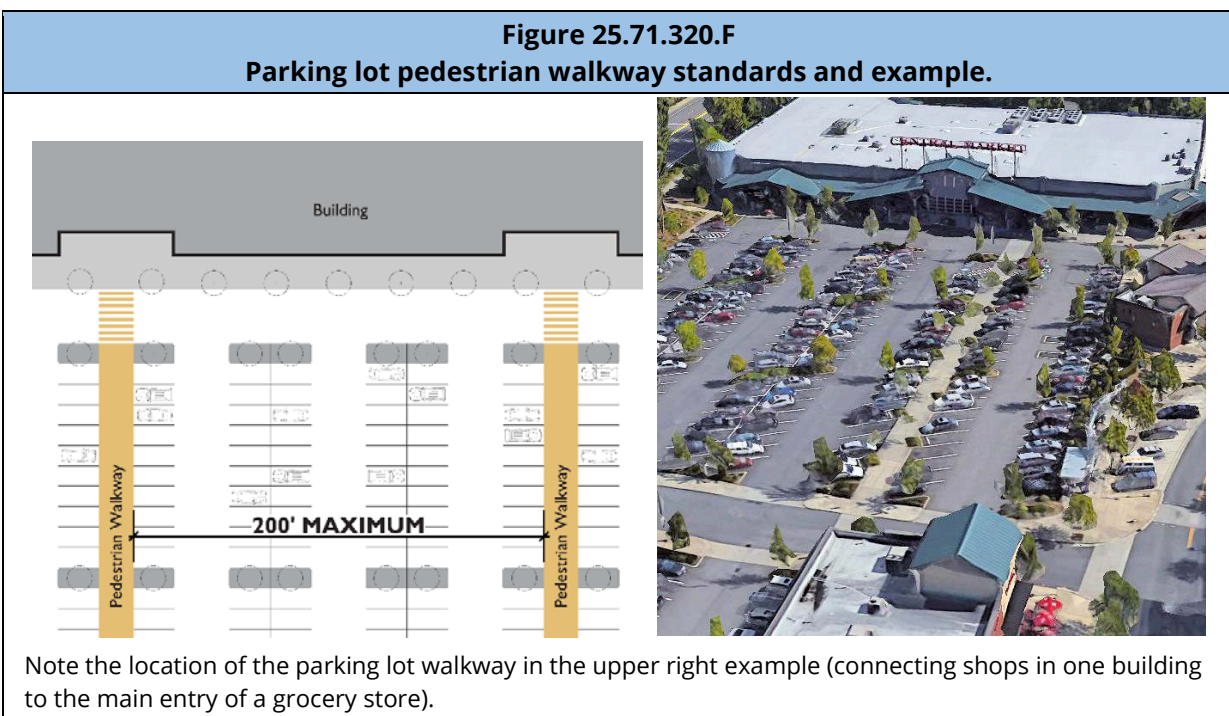 Figure 25.71.320.F
Parking lot pedestrian walkway standards and example.
Building
Pedestrian Walkway
200' MAXIMUM
Pedestrian Walkway
CENTRAL MARKET
Note the location of the parking lot walkway in the upper right example (connecting shops in one building
to the main entry of a grocery store).